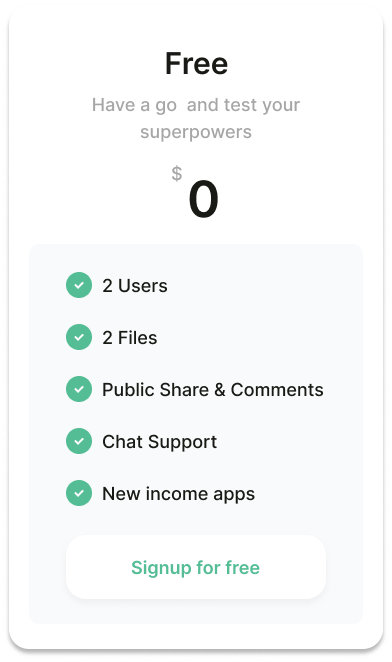 Free
Have a go  and test your
superpowers
$
0
2 Users
2 Files
Public Share & Comments
Chat Support
New income apps
Signup for free